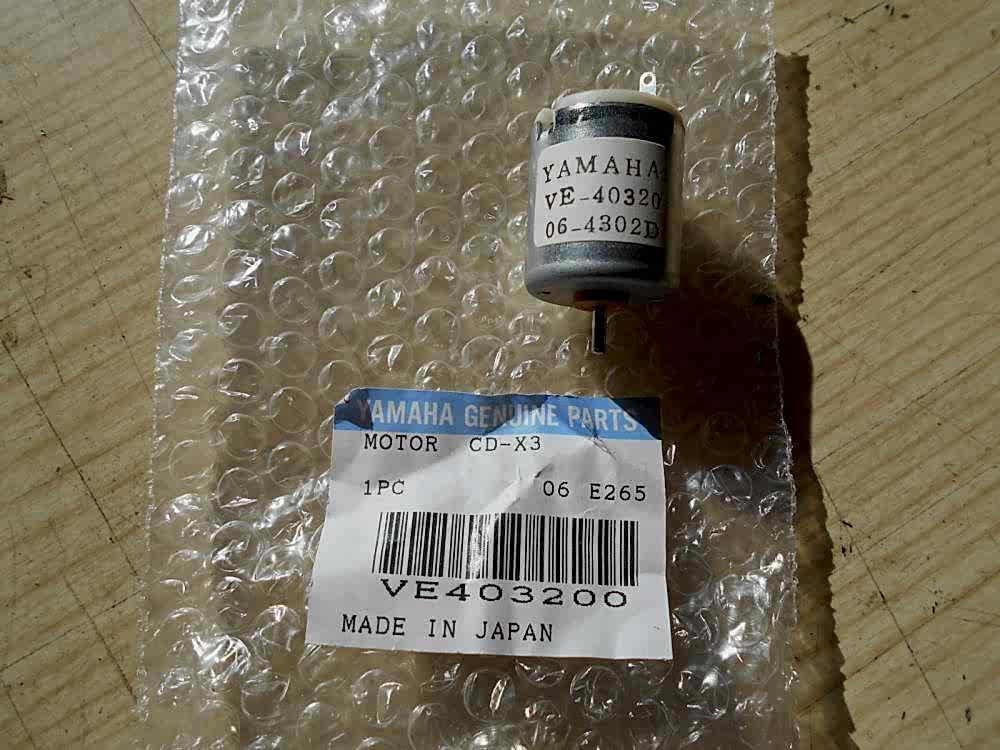 YAMAHA
VE-40320
06-4302D
YAMAHA GENUINE PARTS
MOTOR CD-X3
1PC 06 E265
VE403200
MADE IN JAPAN